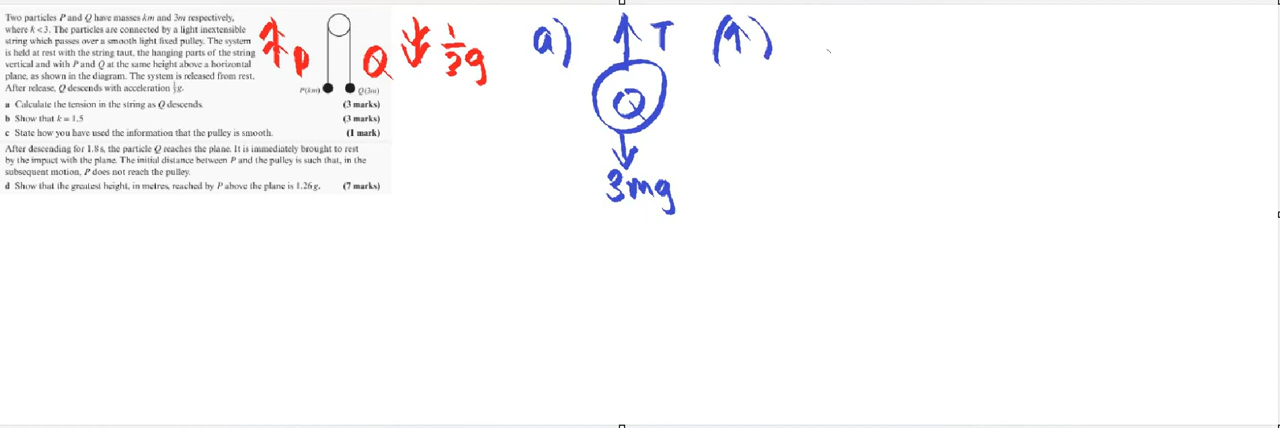 Two particles P and Q have masses km and 3m respectively,
where k < 3. The particles are connected by a light inextensible
string which passes over a smooth light fixed pulley. The system
is held at rest with the string taut, the hanging parts of the string
vertical and with P and Q at the same height above a horizontal
plane, as shown in the diagram. The system is released from rest.
After release, Q descends with acceleration ⅓g.
P(km) Q(3m)
a Calculate the tension in the string as Q descends. (3 marks)
b Show that k = 1.5 (3 marks)
c State how you have used the information that the pulley is smooth. (1 mark)
After descending for 1.8 s, the particle Q reaches the plane. It is immediately brought to rest
by the impact with the plane. The initial distance between P and the pulley is such that, in the
subsequent motion, P does not reach the pulley.
d Show that the greatest height, in metres, reached by P above the plane is 1.26g. (7 marks)
P Q ⅓g
a) T (↑)
Q
3mg